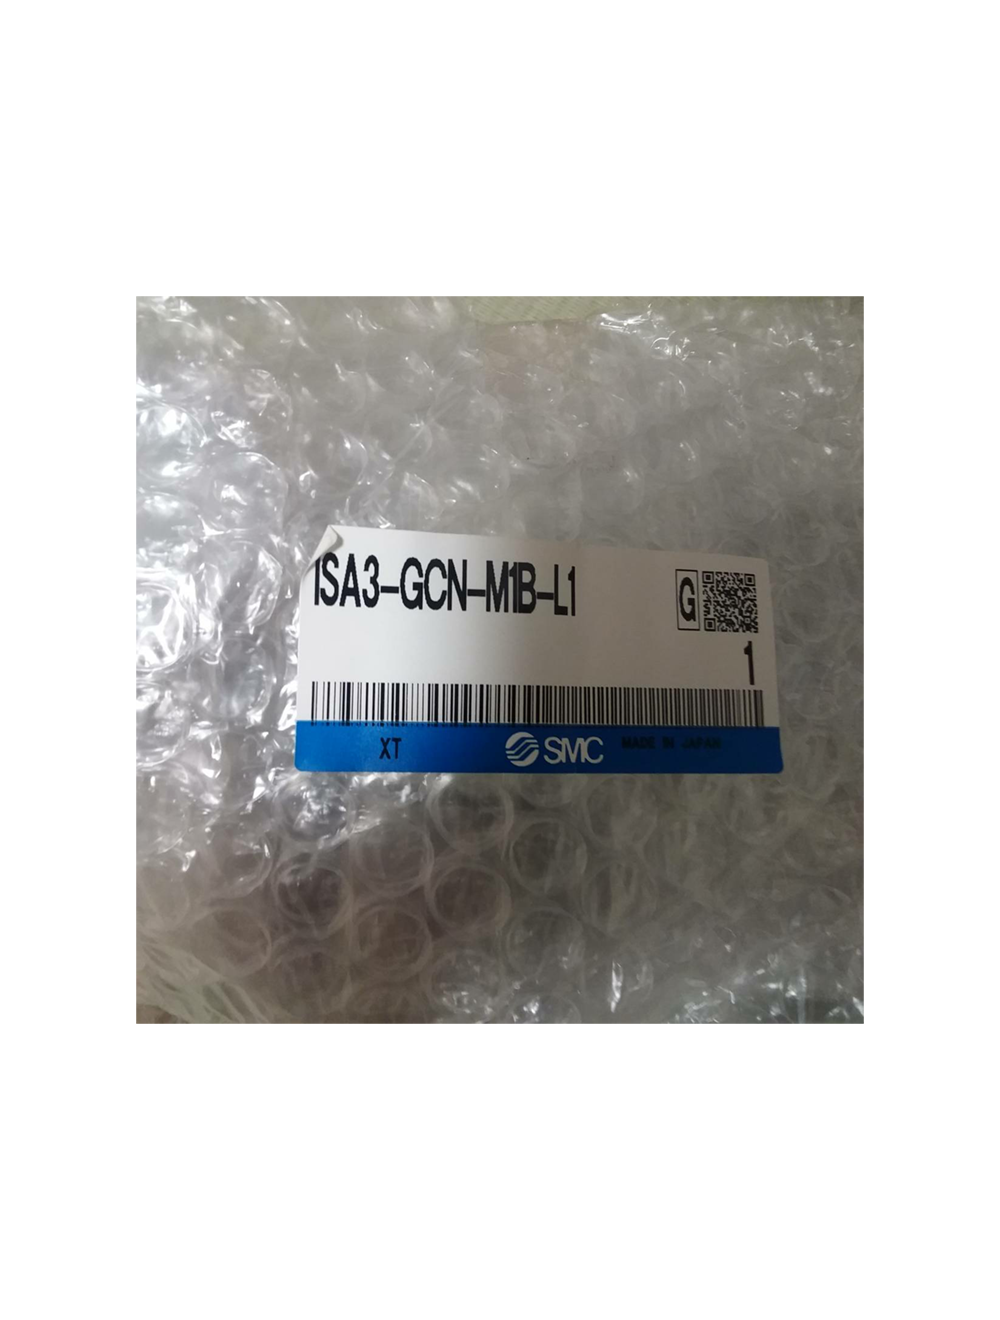 ISA3-GCN-M1B-L1
G
1
XT
SMC
MADE IN JAPAN